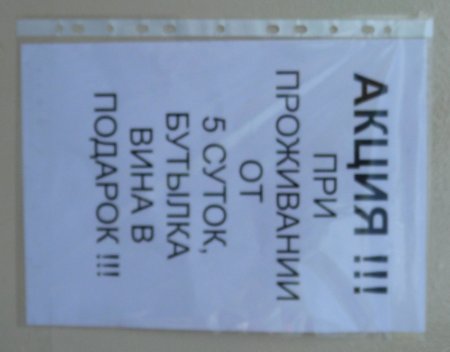 АКЦИЯ !!!
ПРИ
ПРОЖИВАНИИ
ОТ
5 СУТОК,
БУТЫЛКА
ВИНА В
ПОДАРОК !!!